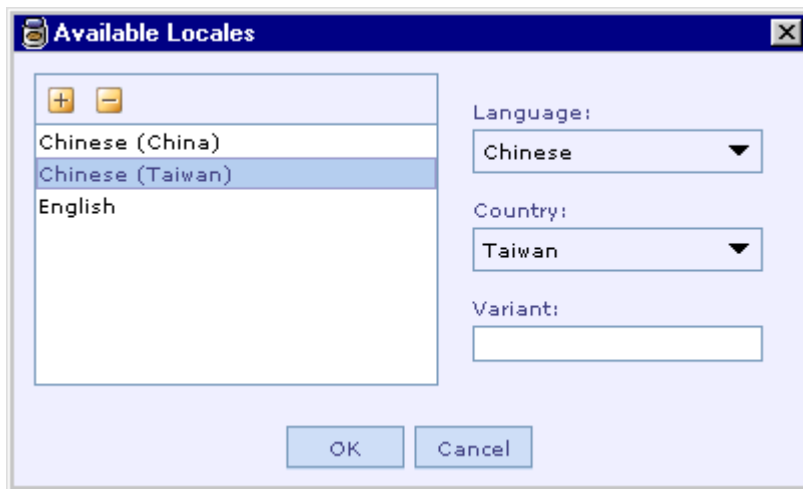 Available Locales
Chinese (China)
Chinese (Taiwan)
English
Language:
Chinese
Country:
Taiwan
Variant:
OK
Cancel